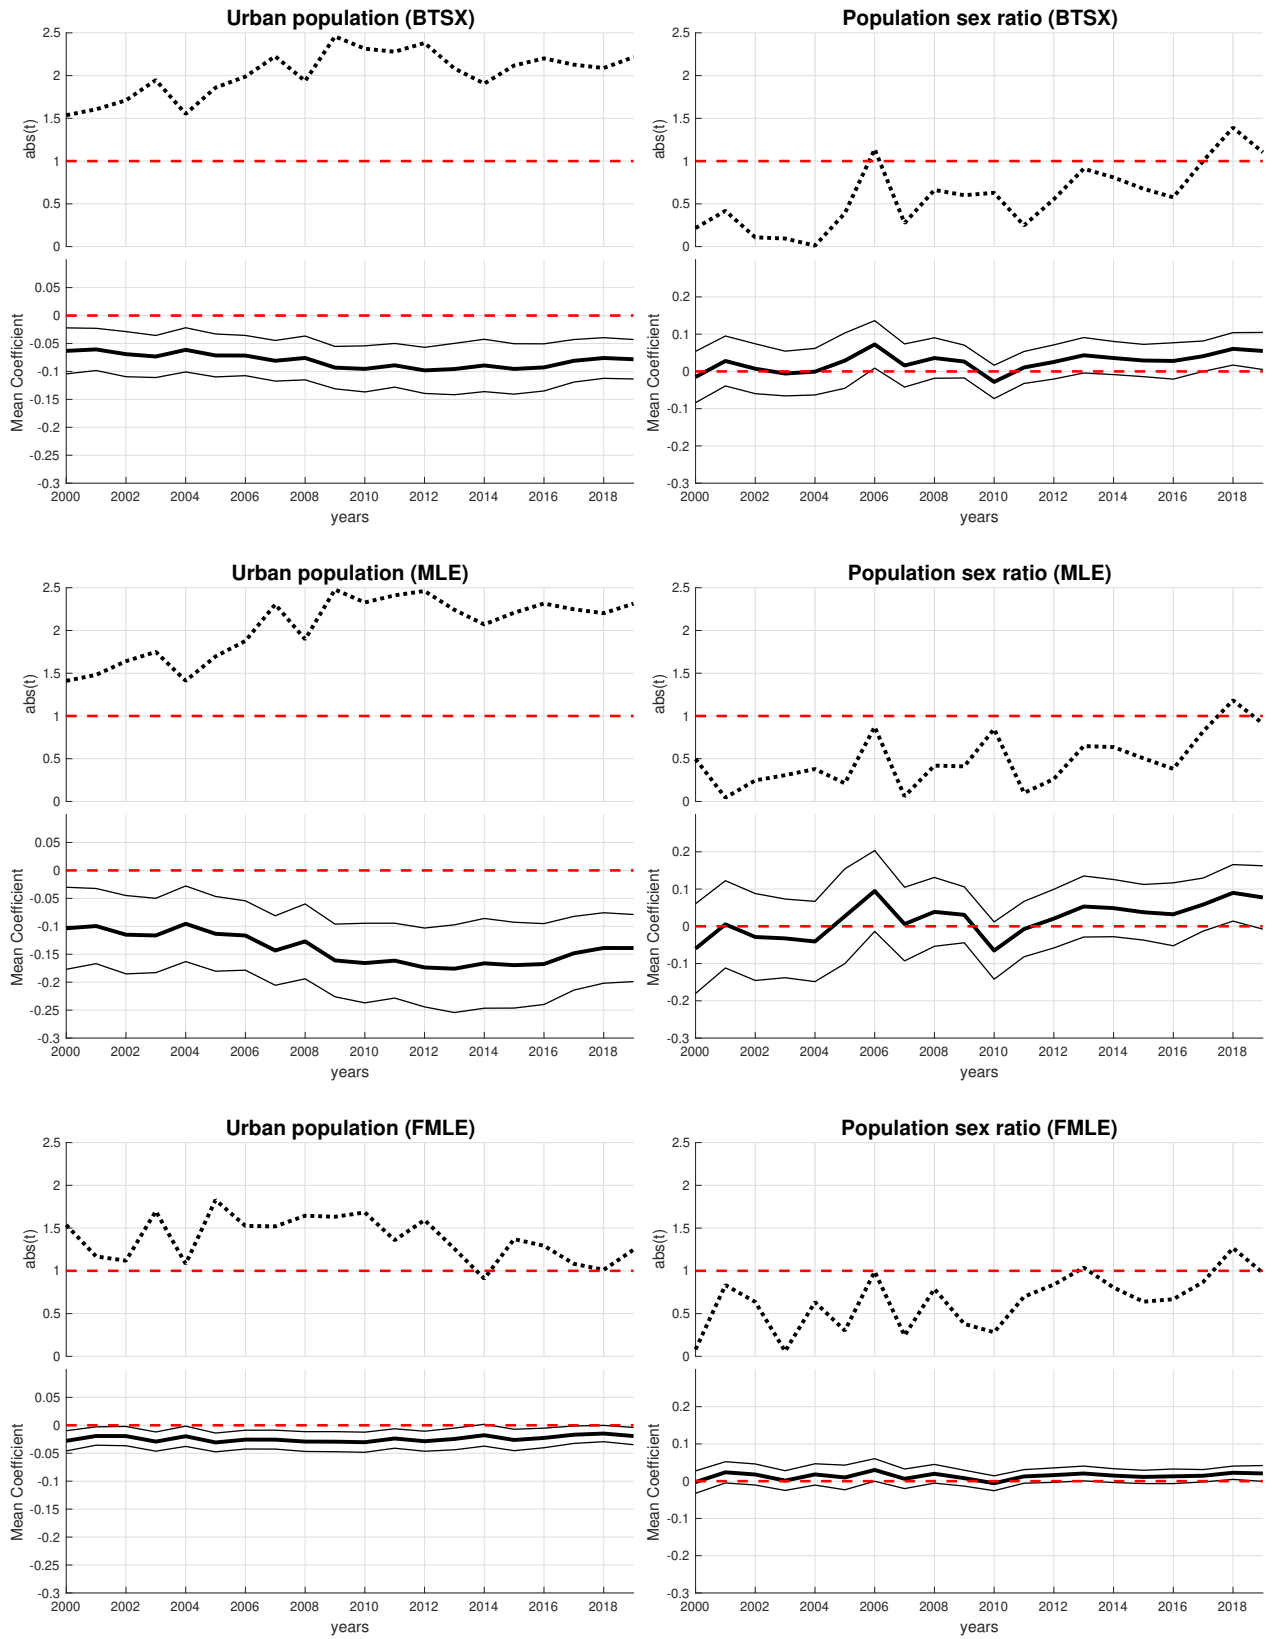 Urban population (BTSX)
2.5
2
1.5
1
0.5
0
abs(t)
0.05
0
-0.05
-0.1
-0.15
-0.2
-0.25
-0.3
Mean Coefficient
2000 2002 2004 2006 2008 2010 2012 2014 2016 2018
years
Population sex ratio (BTSX)
2.5
2
1.5
1
0.5
0
abs(t)
0.2
0.1
0
-0.1
-0.2
-0.3
Mean Coefficient
2000 2002 2004 2006 2008 2010 2012 2014 2016 2018
years
Urban population (MLE)
2.5
2
1.5
1
0.5
0
abs(t)
0.05
0
-0.05
-0.1
-0.15
-0.2
-0.25
-0.3
Mean Coefficient
2000 2002 2004 2006 2008 2010 2012 2014 2016 2018
years
Population sex ratio (MLE)
2.5
2
1.5
1
0.5
0
abs(t)
0.2
0.1
0
-0.1
-0.2
-0.3
Mean Coefficient
2000 2002 2004 2006 2008 2010 2012 2014 2016 2018
years
Urban population (FMLE)
2.5
2
1.5
1
0.5
0
abs(t)
0.05
0
-0.05
-0.1
-0.15
-0.2
-0.25
-0.3
Mean Coefficient
2000 2002 2004 2006 2008 2010 2012 2014 2016 2018
years
Population sex ratio (FMLE)
2.5
2
1.5
1
0.5
0
abs(t)
0.2
0.1
0
-0.1
-0.2
-0.3
Mean Coefficient
2000 2002 2004 2006 2008 2010 2012 2014 2016 2018
years